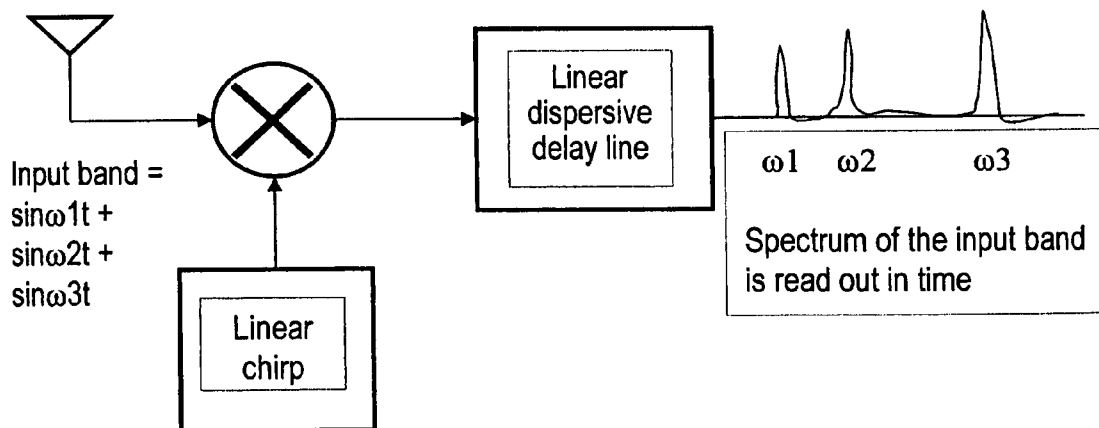 Input band =
sinω1t +
sinω2t +
sinω3t
Linear
chirp
Linear
dispersive
delay line
ω1 ω2 ω3
Spectrum of the input band
is read out in time